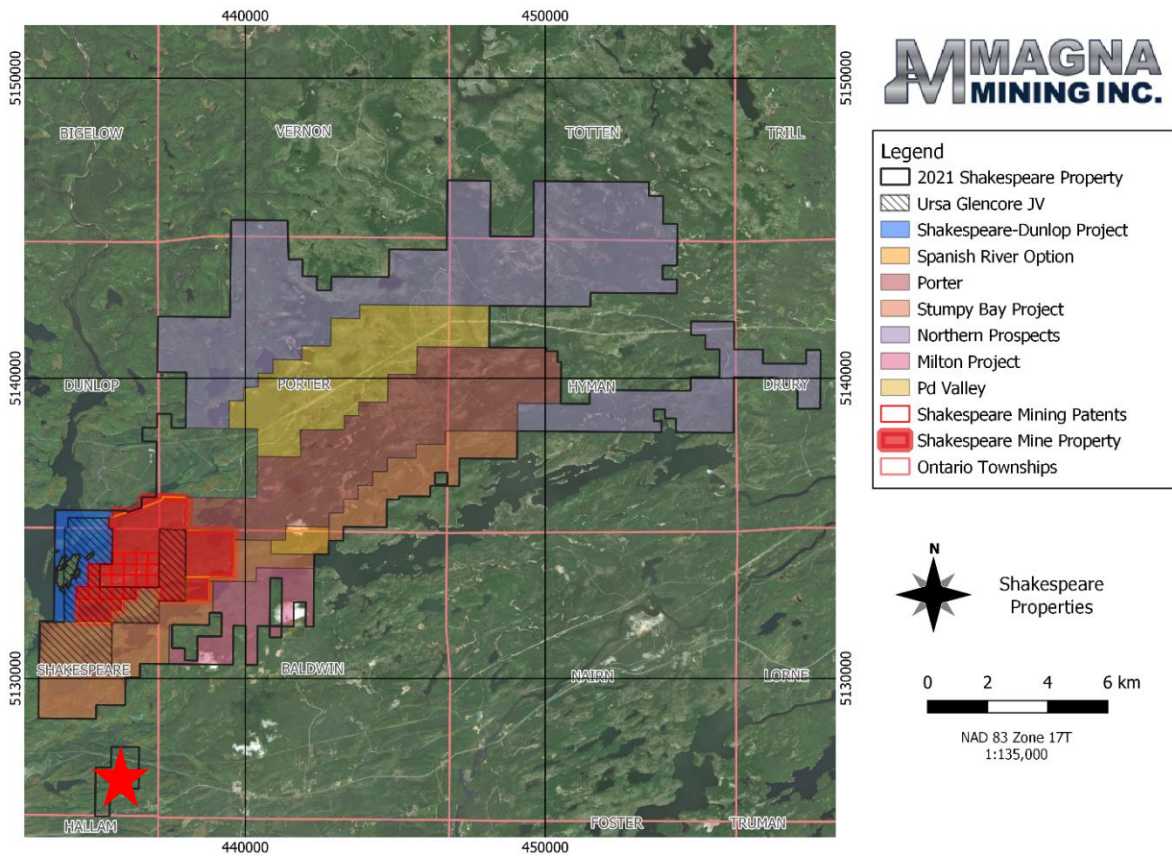 440000
450000
5150000
5150000
MAGNA
MINING INC.
BIGELOW
VERNON
TOTTEN
TRILL
Legend
2021 Shakespeare Property
Ursa Glencore JV
Shakespeare-Dunlop Project
Spanish River Option
Porter
Stumpy Bay Project
Northern Prospects
Milton Project
Pd Valley
Shakespeare Mining Patents
Shakespeare Mine Property
Ontario Townships
5140000
5140000
DUNLOP
PORTER
HYMAN
DRURY
N
Shakespeare
Properties
SHAKESPEARE
BALDWIN
NAIRN
LORNE
5130000
5130000
0 2 4 6 km
NAD 83 Zone 17T
1:135,000
HALLAM
FOSTER
TRUMAN
440000
450000